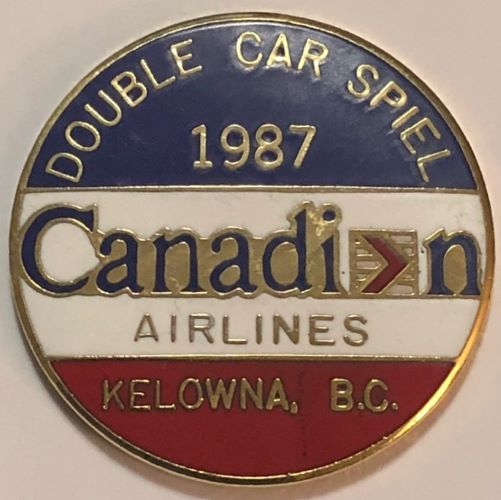 DOUBLE CAR SPIEL
1987
Canadian
AIRLINES
KELOWNA, B.C.